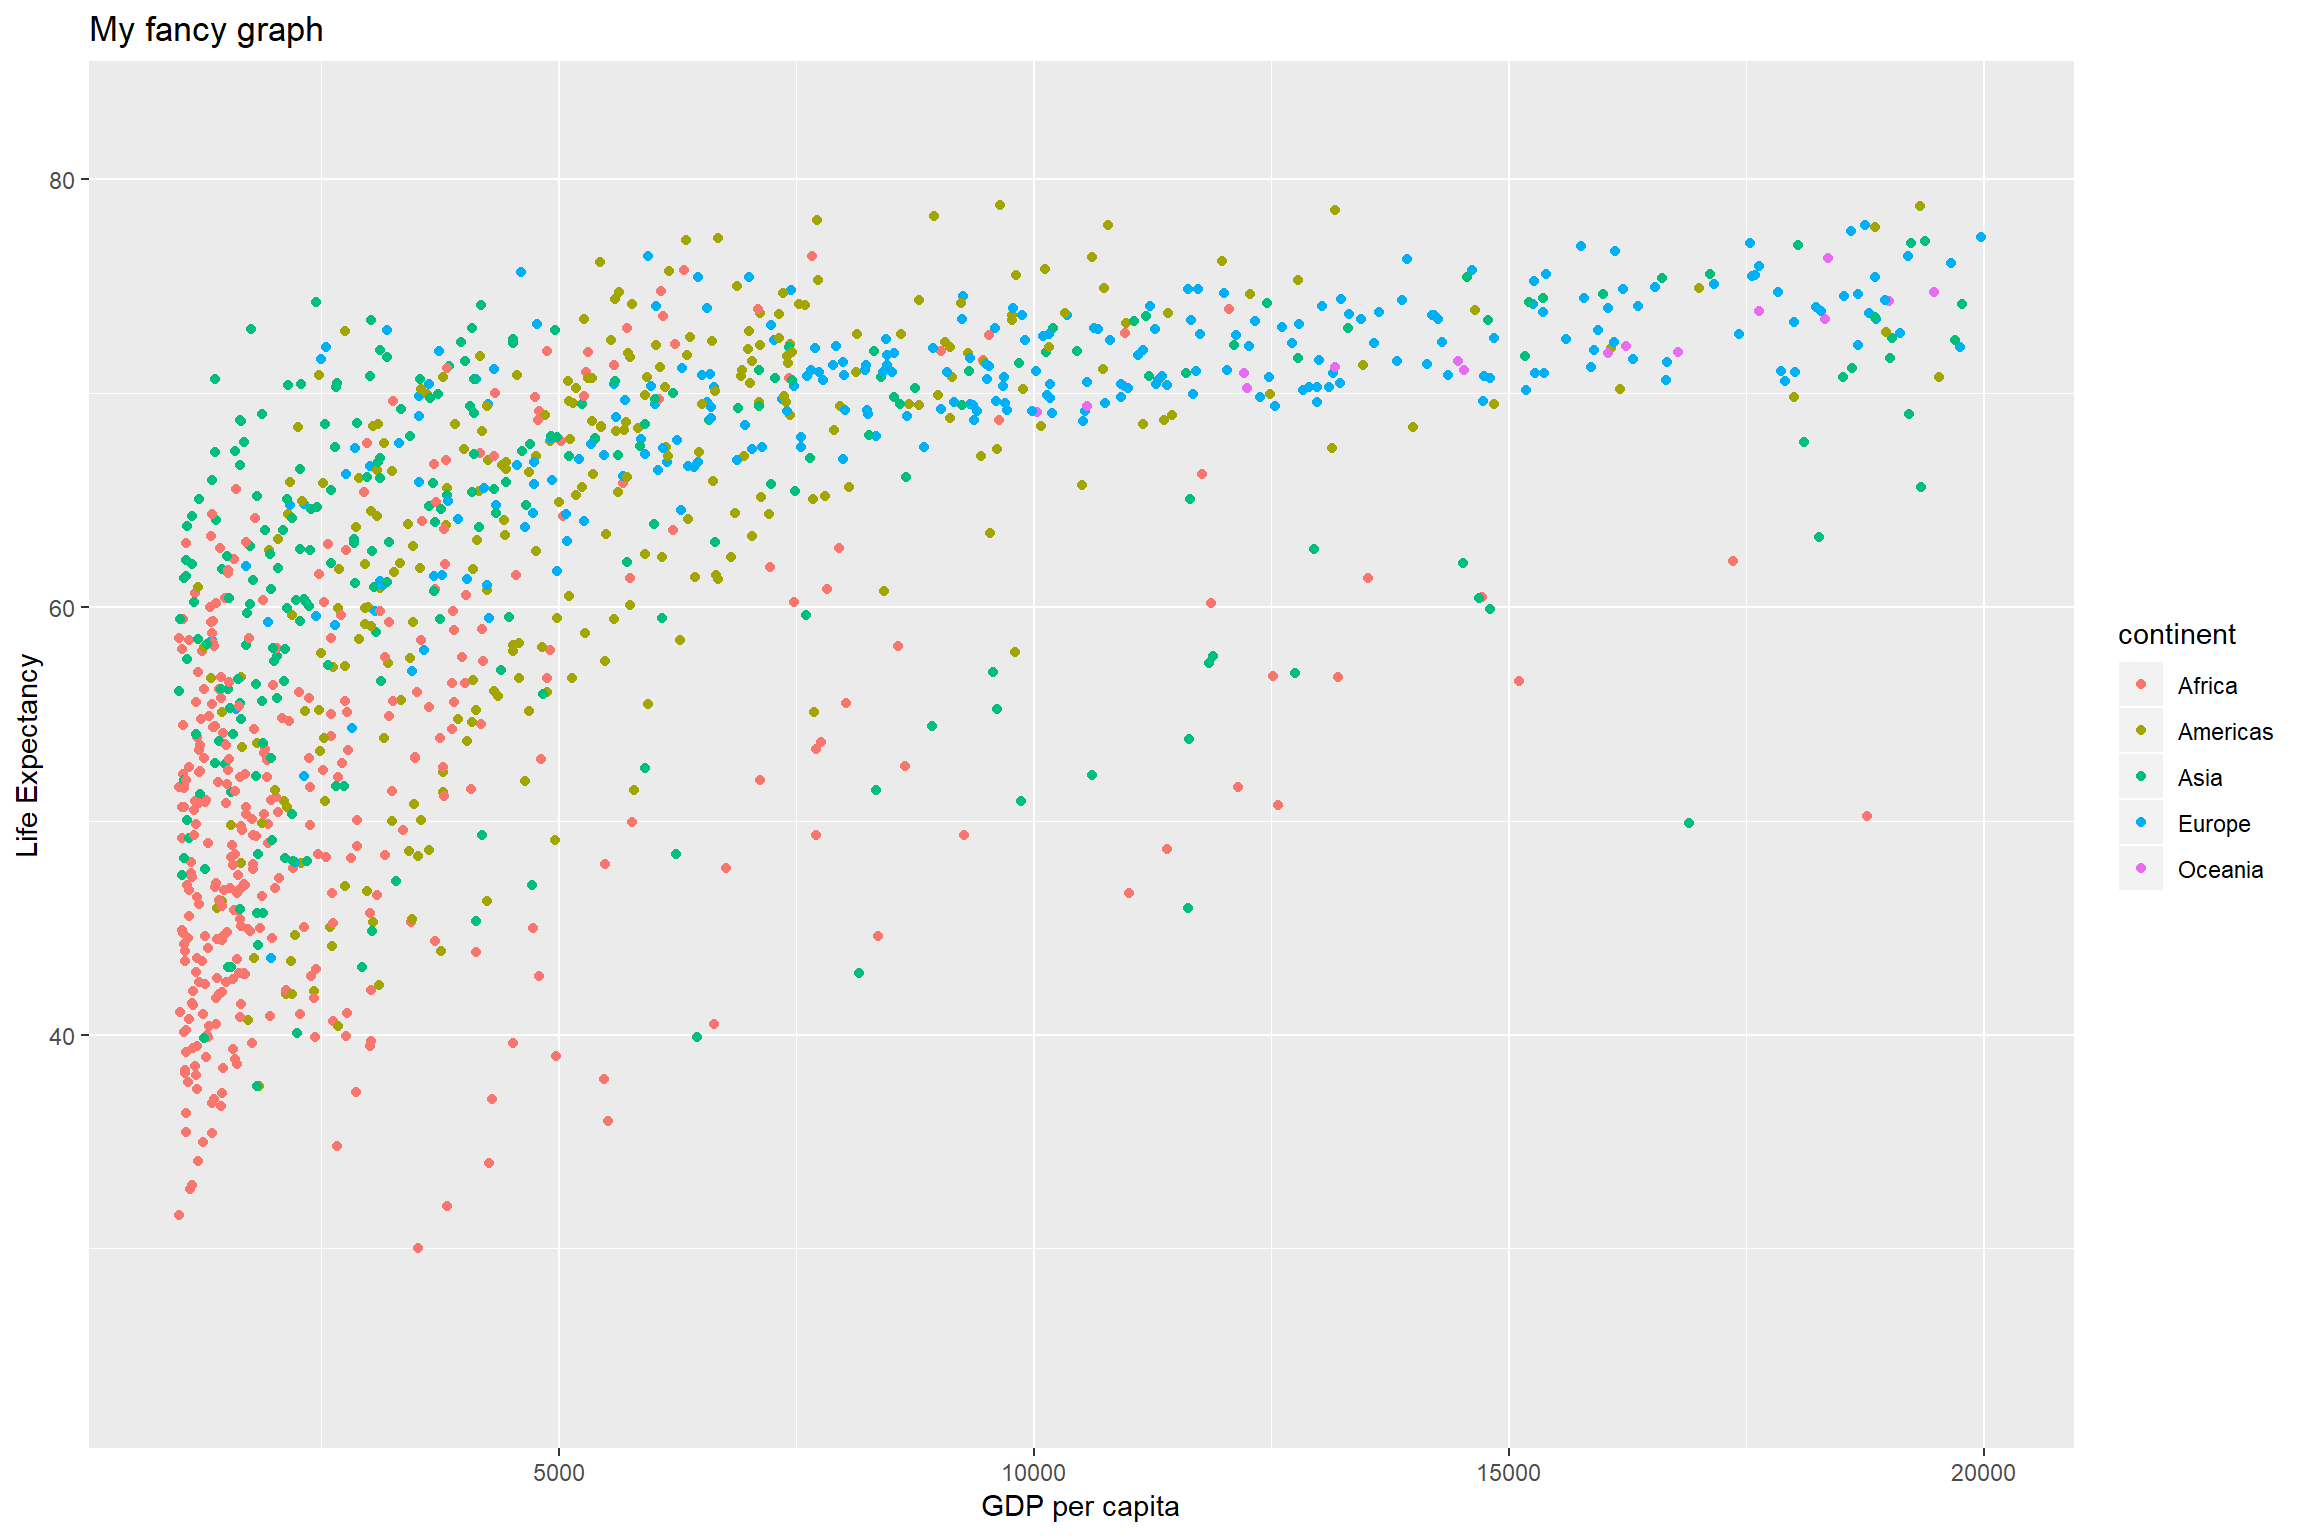 My fancy graph
80
60
40
Life Expectancy
5000 10000 15000 20000
GDP per capita
continent
Africa
Americas
Asia
Europe
Oceania